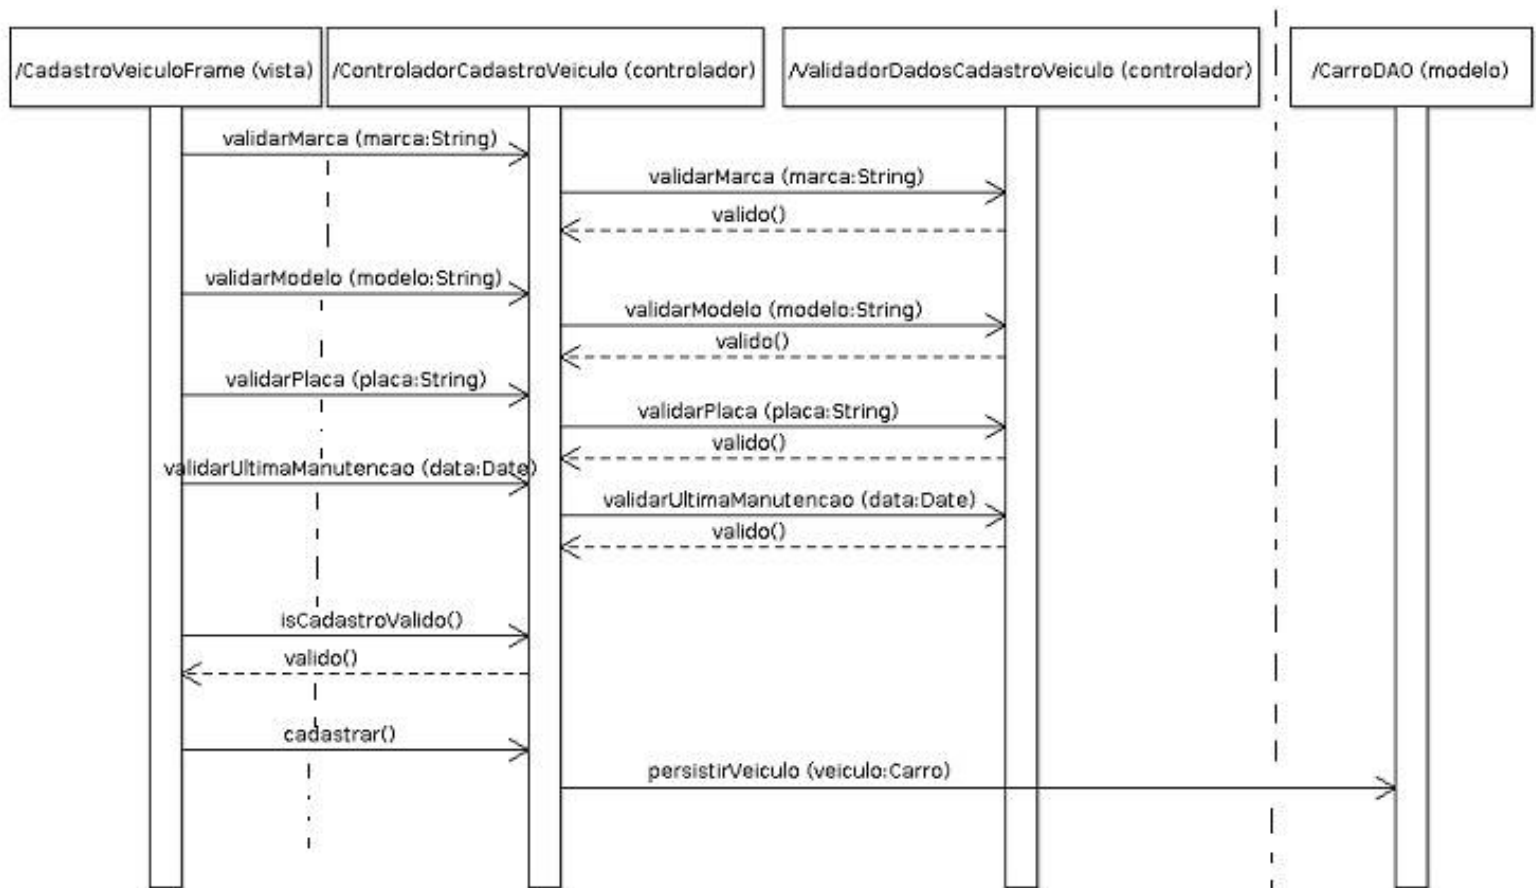 /CadastroVeiculoFrame (vista)
/ControladorCadastroVeiculo (controlador)
/ValidadorDadosCadastroVeiculo (controlador)
/CarroDAO (modelo)
validarMarca (marca:String)
validarMarca (marca:String)
valido()
validarModelo (modelo:String)
validarModelo (modelo:String)
valido()
validarPlaca (placa:String)
validarPlaca (placa:String)
valido()
validarUltimaManutencao (data:Date)
validarUltimaManutencao (data:Date)
valido()
isCadastroValido()
valido()
cadastrar()
persistirVeiculo (veiculo:Carro)